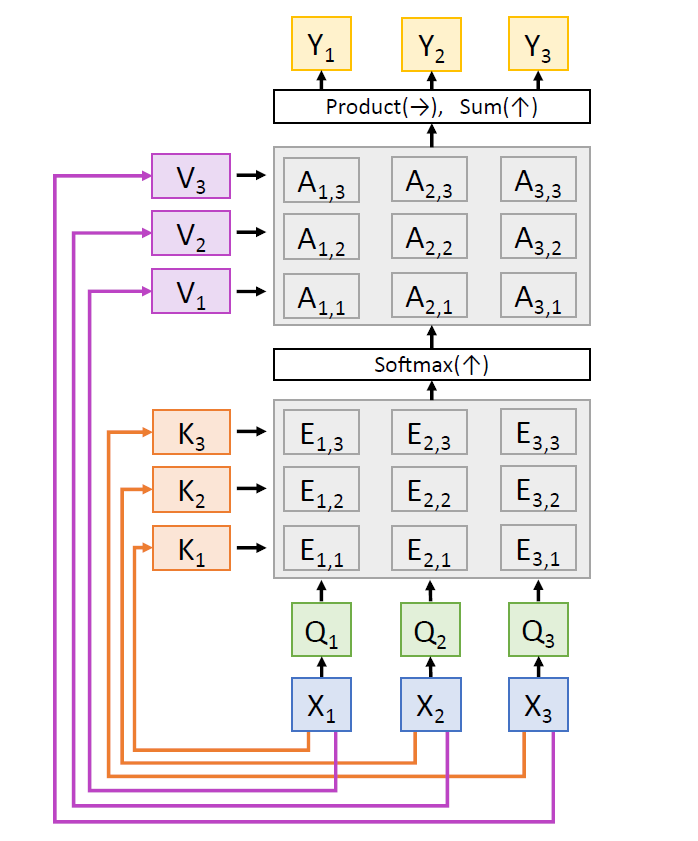 Y1 Y2 Y3
Product(→), Sum(↑)
V3 A1,3 A2,3 A3,3
V2 A1,2 A2,2 A3,2
V1 A1,1 A2,1 A3,1
Softmax(↑)
K3 E1,3 E2,3 E3,3
K2 E1,2 E2,2 E3,2
K1 E1,1 E2,1 E3,1
Q1 Q2 Q3
X1 X2 X3